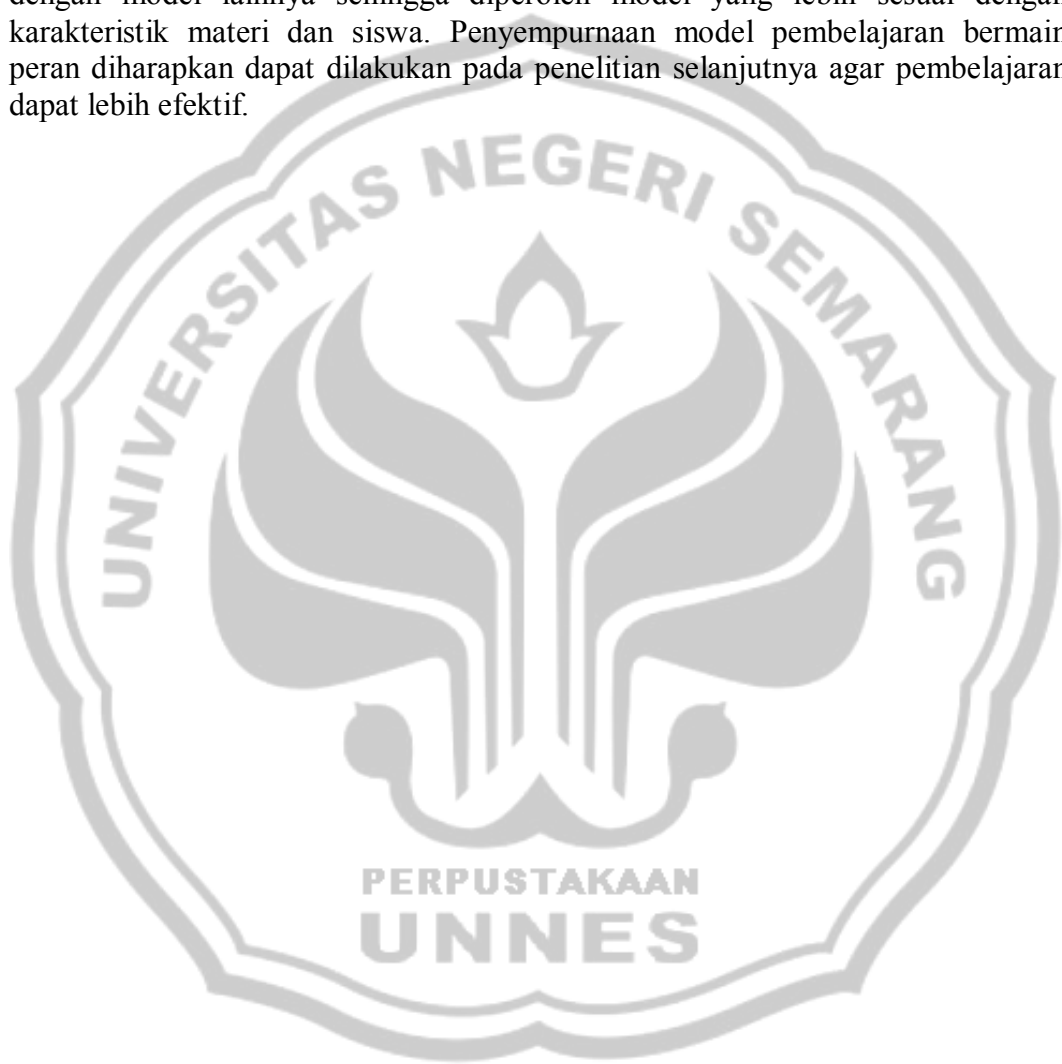 dengan model lainnya sehingga diperoleh model yang lebih sesuai dengan
karakteristik materi dan siswa. Penyempurnaan model pembelajaran bermain
peran diharapkan dapat dilakukan pada penelitian selanjutnya agar pembelajaran
dapat lebih efektif.
UNIVERSITAS NEGERI SEMARANG
PERPUSTAKAAN
UNNES